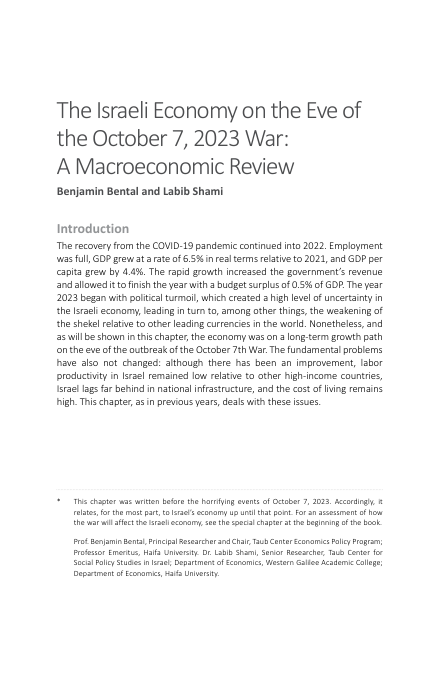 The Israeli Economy on the Eve of
the October 7, 2023 War:
A Macroeconomic Review
Benjamin Bental and Labib Shami
Introduction
The recovery from the COVID-19 pandemic continued into 2022. Employment
was full, GDP grew at a rate of 6.5% in real terms relative to 2021, and GDP per
capita grew by 4.4%. The rapid growth increased the government's revenue
and allowed it to finish the year with a budget surplus of 0.5% of GDP. The year
2023 began with political turmoil, which created a high level of uncertainty in
the Israeli economy, leading in turn to, among other things, the weakening of
the shekel relative to other leading currencies in the world. Nonetheless, and
as will be shown in this chapter, the economy was on a long-term growth path
on the eve of the outbreak of the October 7th War. The fundamental problems
have also not changed: although there has been an improvement, labor
productivity in Israel remained low relative to other high-income countries,
Israel lags far behind in national infrastructure, and the cost of living remains
high. This chapter, as in previous years, deals with these issues.
* This chapter was written before the horrifying events of October 7, 2023. Accordingly, it
relates, for the most part, to Israel's economy up until that point. For an assessment of how
the war will affect the Israeli economy, see the special chapter at the beginning of the book.
Prof. Benjamin Bental, Principal Researcher and Chair, Taub Center Economics Policy Program;
Professor Emeritus, Haifa University. Dr. Labib Shami, Senior Researcher, Taub Center for
Social Policy Studies in Israel; Department of Economics, Western Galilee Academic College;
Department of Economics, Haifa University.